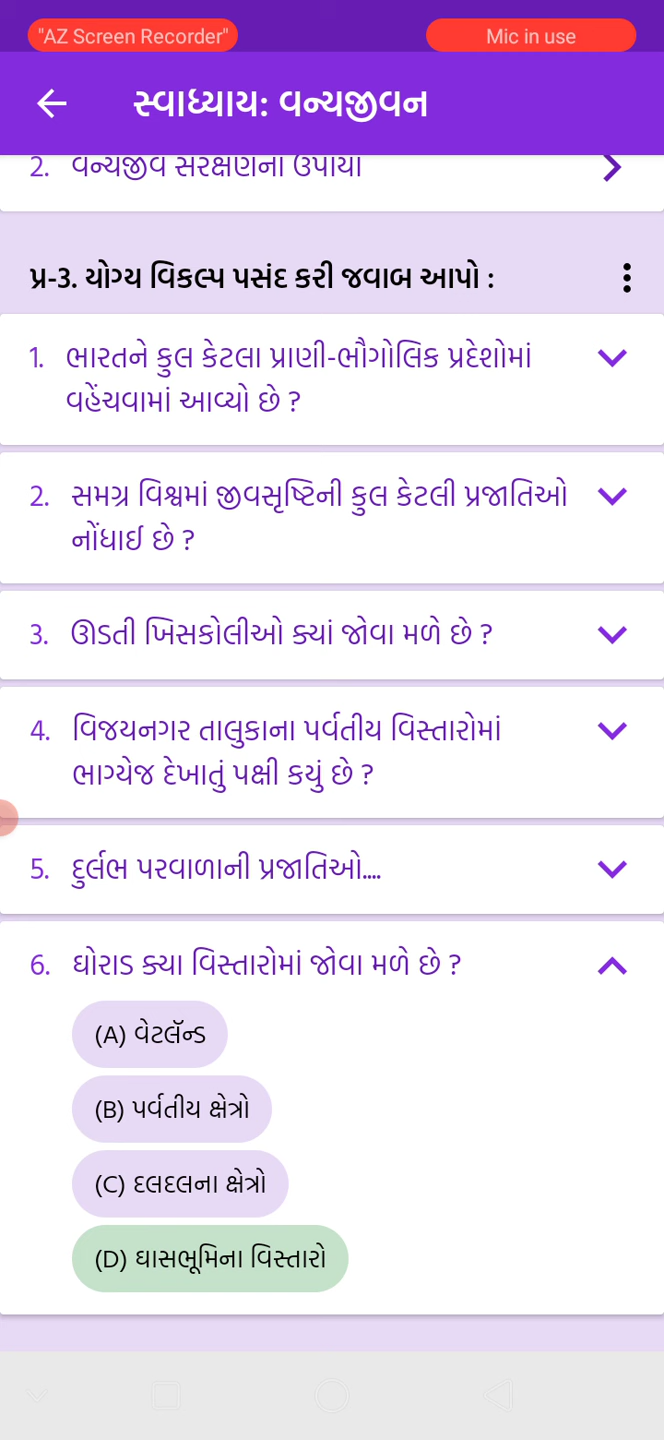 "AZ Screen Recorder"
Mic in use
સ્વાધ્યાય: વન્યજીવન
2. વન્યજીવ સંરક્ષણના ઉપાયો
પ્ર-3. યોગ્ય વિકલ્પ પસંદ કરી જવાબ આપો :
1. ભારતને કુલ કેટલા પ્રાણી-ભૌગોલિક પ્રદેશોમાં
વહેંચવામાં આવ્યો છે ?
2. સમગ્ર વિશ્વમાં જીવસૃષ્ટિની કુલ કેટલી પ્રજાતિઓ
નોંધાઈ છે ?
3. ઊડતી ખિસકોલીઓ ક્યાં જોવા મળે છે ?
4. વિજયનગર તાલુકાના પર્વતીય વિસ્તારોમાં
ભાગ્યેજ દેખાતું પક્ષી કયું છે ?
5. દુર્લભ પરવાળાની પ્રજાતિઓ....
6. ઘોરાડ ક્યા વિસ્તારોમાં જોવા મળે છે ?
(A) વેટલૅન્ડ
(B) પર્વતીય ક્ષેત્રો
(C) દલદલના ક્ષેત્રો
(D) ઘાસભૂમિના વિસ્તારો